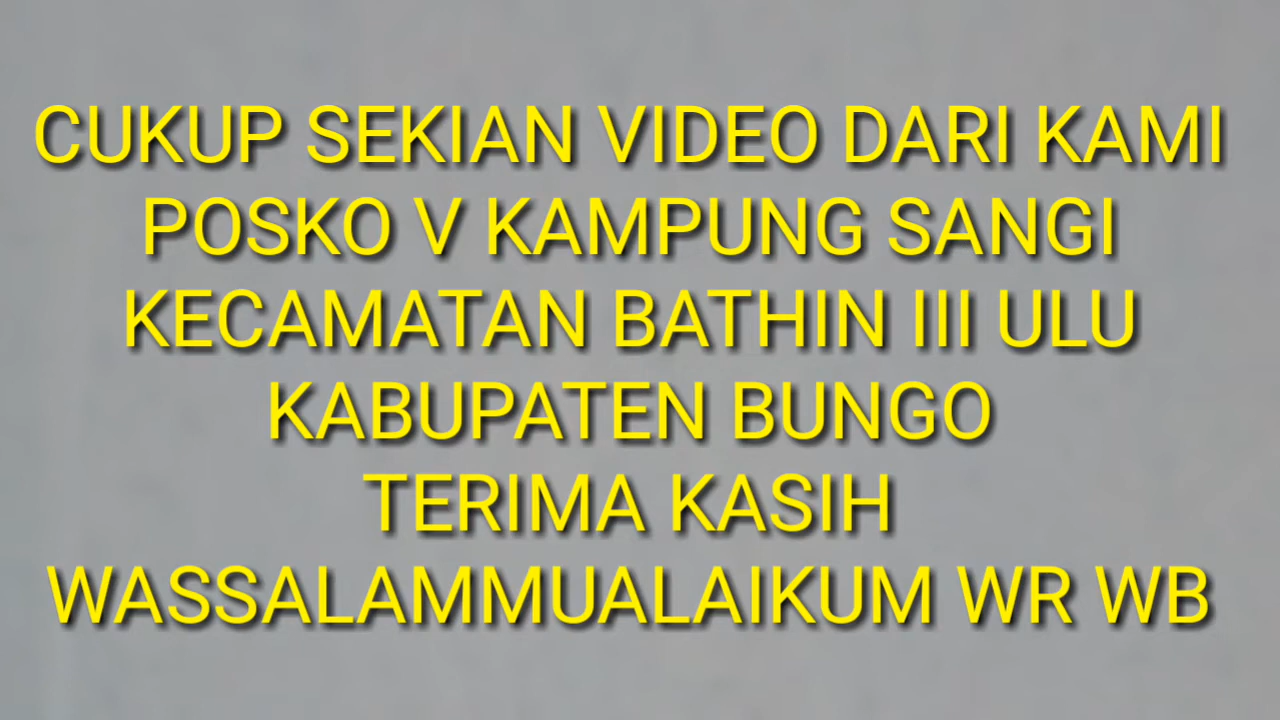 CUKUP SEKIAN VIDEO DARI KAMI
POSKO V KAMPUNG SANGI
KECAMATAN BATHIN III ULU
KABUPATEN BUNGO
TERIMA KASIH
WASSALAMMUALAIKUM WR WB